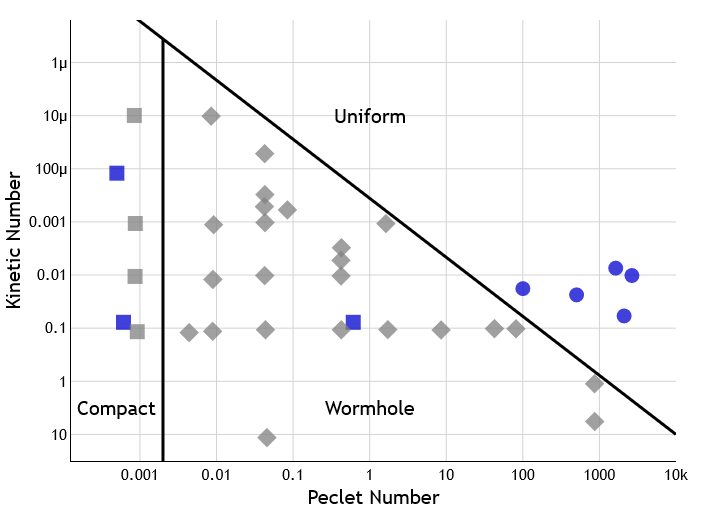 1µ
10µ
100µ
0.001
0.01
0.1
1
10
Kinetic Number
Uniform
Compact
Wormhole
0.001
0.01
0.1
1
10
100
1000
10k
Peclet Number